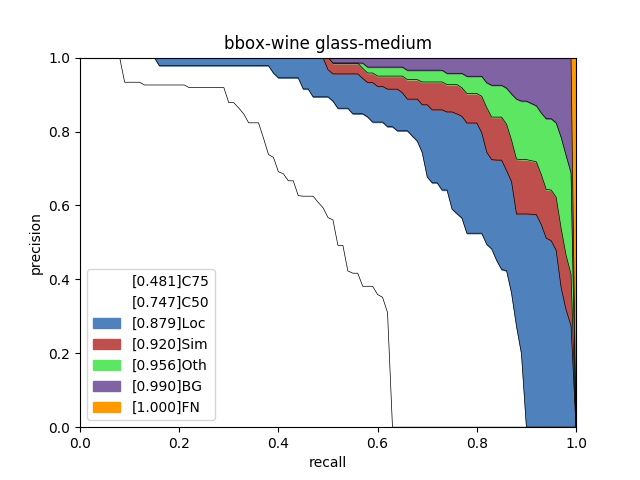 bbox-wine glass-medium
1.0
0.8
0.6
0.4
0.2
0.0
precision
[0.481]C75
[0.747]C50
[0.879]Loc
[0.920]Sim
[0.956]Oth
[0.990]BG
[1.000]FN
0.0 0.2 0.4 0.6 0.8 1.0
recall